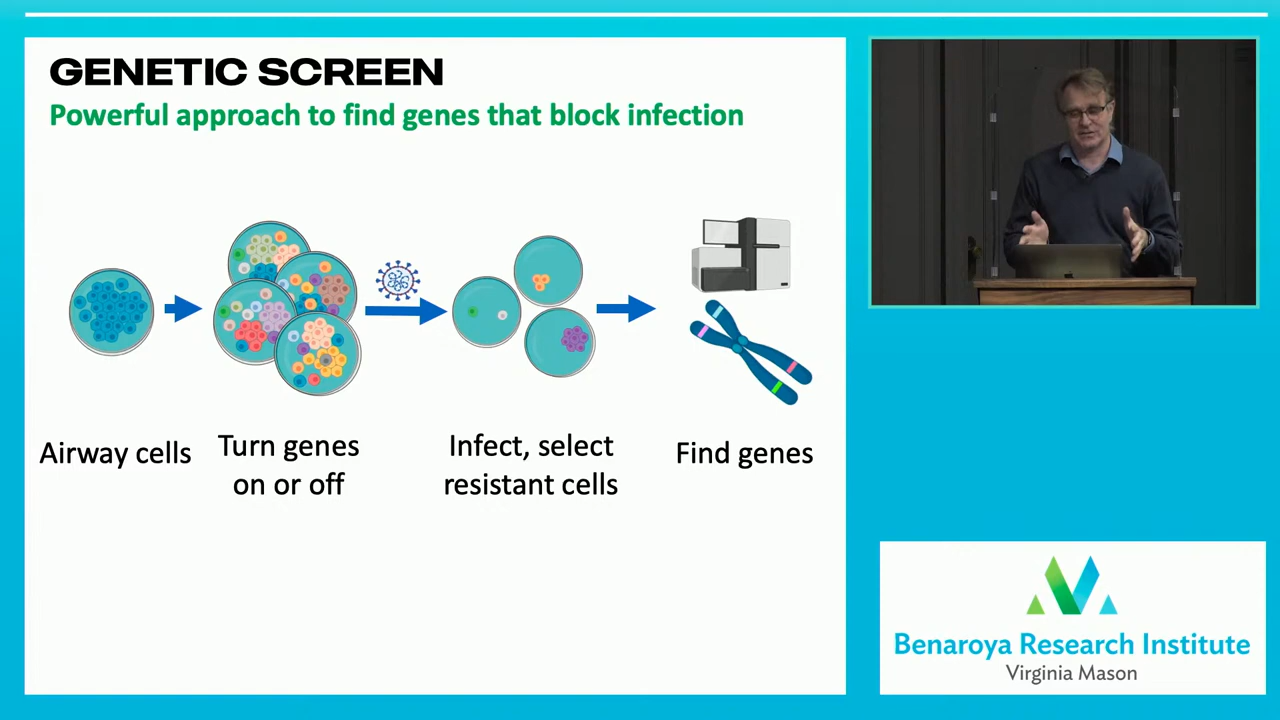 GENETIC SCREEN
Powerful approach to find genes that block infection
Airway cells
Turn genes
on or off
Infect, select
resistant cells
Find genes
Benaroya Research Institute
Virginia Mason